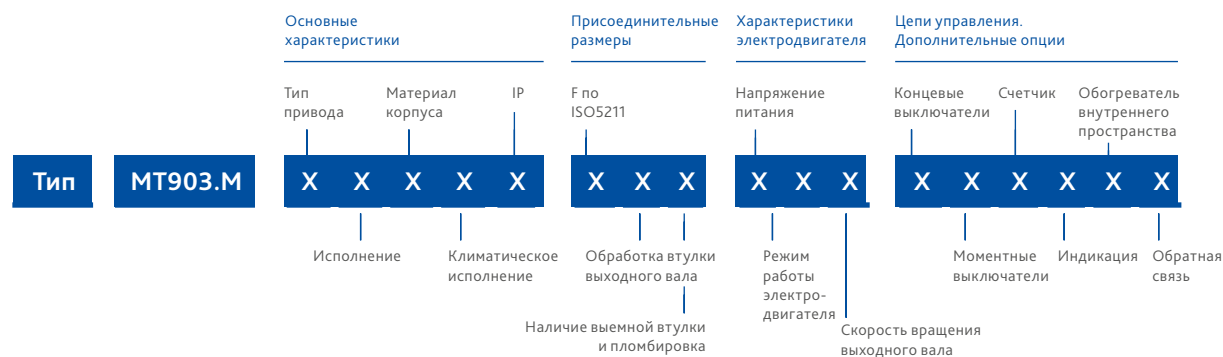 Основные
характеристики
Присоединительные
размеры
Характеристики
электродвигателя
Цепи управления.
Дополнительные опции
Тип
привода
Материал
корпуса
IP
F по
ISO5211
Напряжение
питания
Концевые
выключатели
Счетчик
Обогреватель
внутреннего
пространства
Тип
МТ903.М
X X X X X
X X X
X X X
X X X X X X
Исполнение
Климатическое
исполнение
Обработка втулки
выходного вала
Наличие выемной втулки
и пломбировка
Режим
работы
электро-
двигателя
Скорость вращения
выходного вала
Моментные
выключатели
Индикация
Обратная
связь